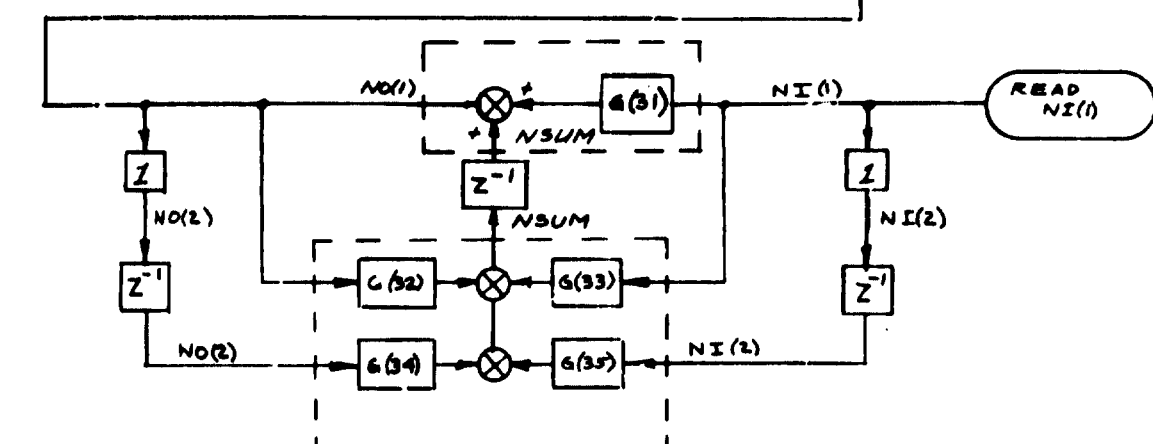 NO(1)
+
G(31)
NI(1)
READ
NI(1)
+
NSUM
1
Z⁻¹
1
NO(2)
NSUM
NI(2)
Z⁻¹
G(32)
G(33)
Z⁻¹
NO(2)
G(34)
G(35)
NI(2)